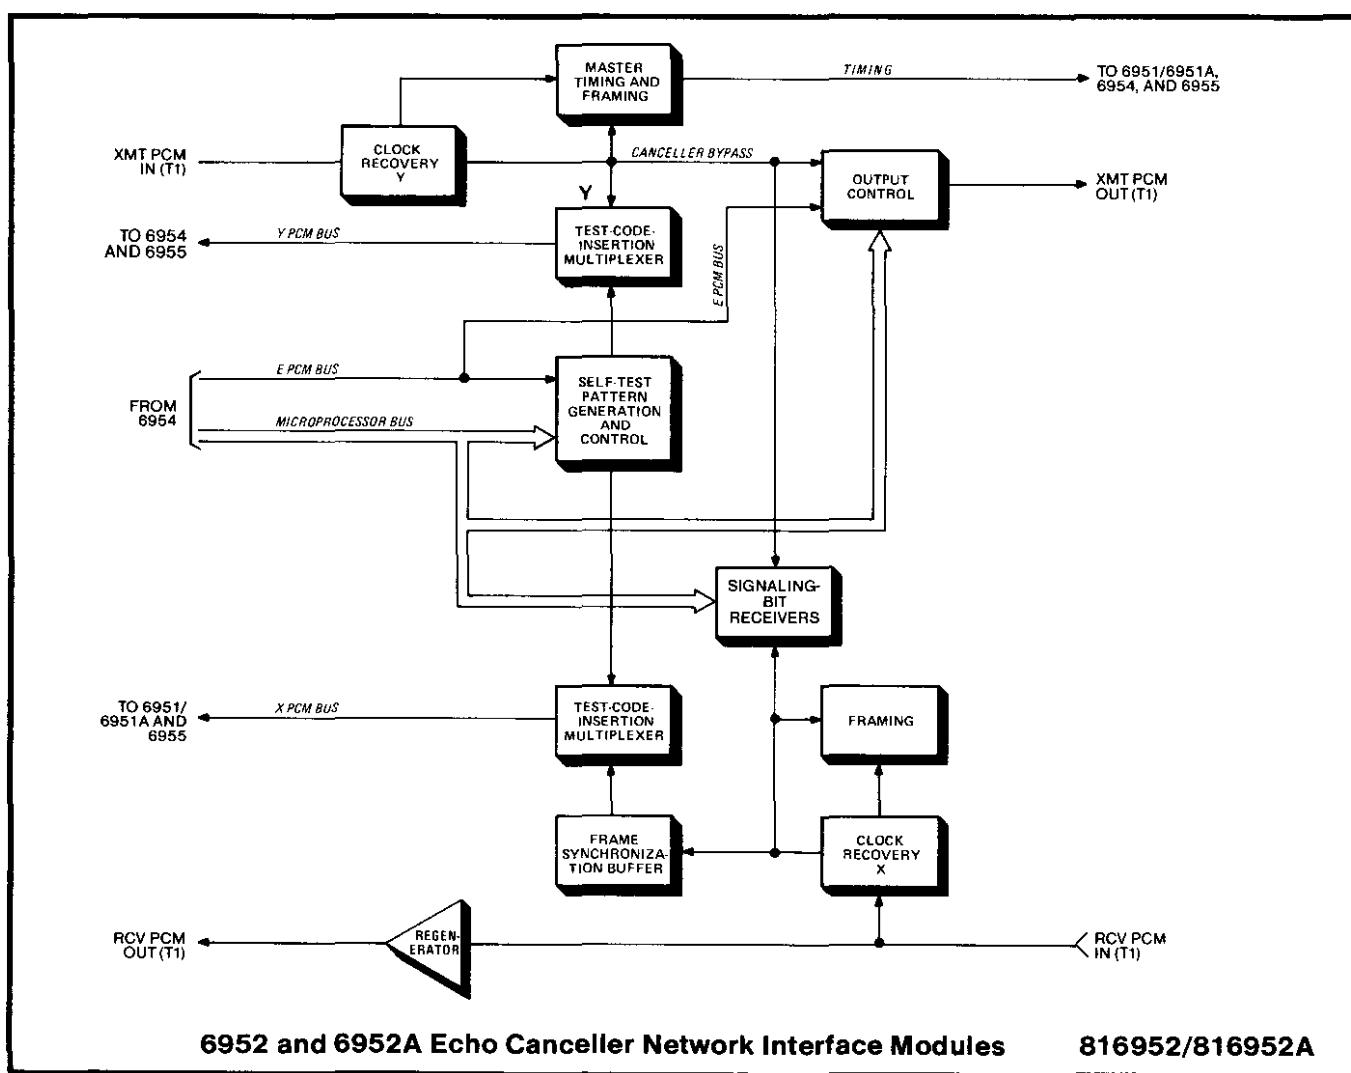 MASTER
TIMING AND
FRAMING
TIMING
TO 6951/6951A,
6954, AND 6955
XMT PCM
IN (T1)
CLOCK
RECOVERY
Y
CANCELLER BYPASS
OUTPUT
CONTROL
XMT PCM
OUT (T1)
Y
TO 6954
AND 6955
Y PCM BUS
TEST-CODE-
INSERTION
MULTIPLEXER
E PCM BUS
FROM
6954
E PCM BUS
MICROPROCESSOR BUS
SELF-TEST
PATTERN
GENERATION
AND
CONTROL
SIGNALING-
BIT
RECEIVERS
TO 6951/
6951A AND
6955
X PCM BUS
TEST-CODE-
INSERTION
MULTIPLEXER
FRAMING
FRAME
SYNCHRONIZA-
TION BUFFER
CLOCK
RECOVERY
X
RCV PCM
OUT (T1)
REGEN-
ERATOR
RCV PCM
IN (T1)
6952 and 6952A Echo Canceller Network Interface Modules 816952/816952A